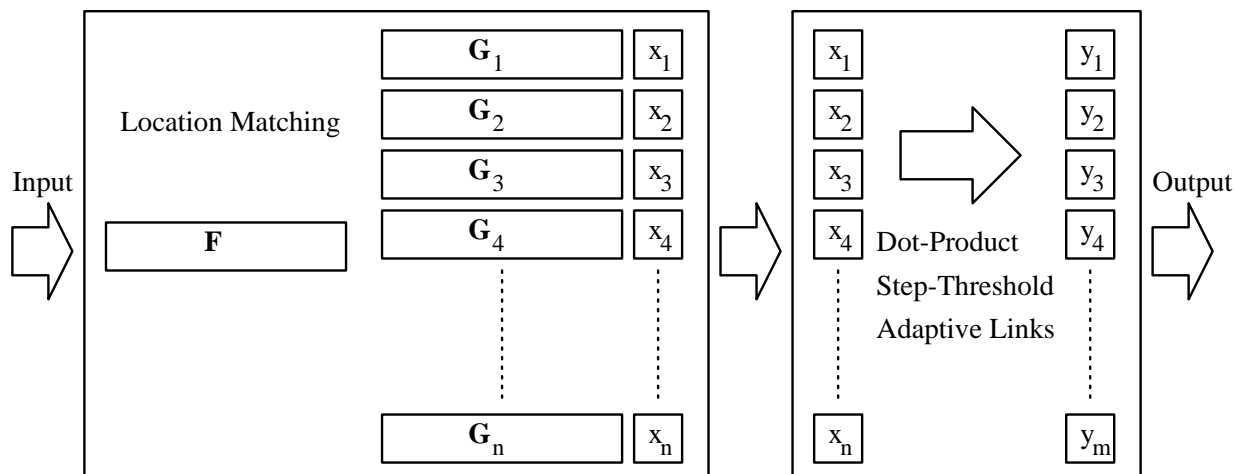 G1 x1 x1 y1
Location Matching G2 x2 x2 y2
G3 x3 x3 y3
Input Output
F G4 x4 x4 y4
Dot-Product
Step-Threshold
Adaptive Links
Gn xn xn ym